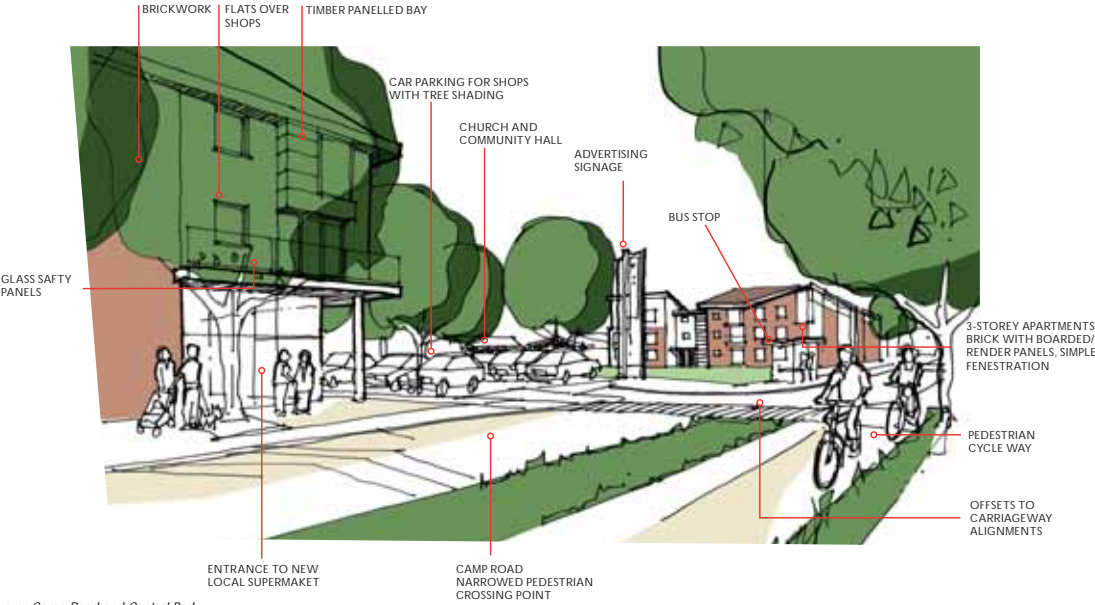 BRICKWORK
FLATS OVER
SHOPS
TIMBER PANELLED BAY
CAR PARKING FOR SHOPS
WITH TREE SHADING
CHURCH AND
COMMUNITY HALL
ADVERTISING
SIGNAGE
BUS STOP
GLASS SAFTY
PANELS
3-STOREY APARTMENTS
BRICK WITH BOARDED/
RENDER PANELS, SIMPLE
FENESTRATION
PEDESTRIAN
CYCLE WAY
OFFSETS TO
CARRIAGEWAY
ALIGNMENTS
ENTRANCE TO NEW
LOCAL SUPERMAKET
CAMP ROAD
NARROWED PEDESTRIAN
CROSSING POINT